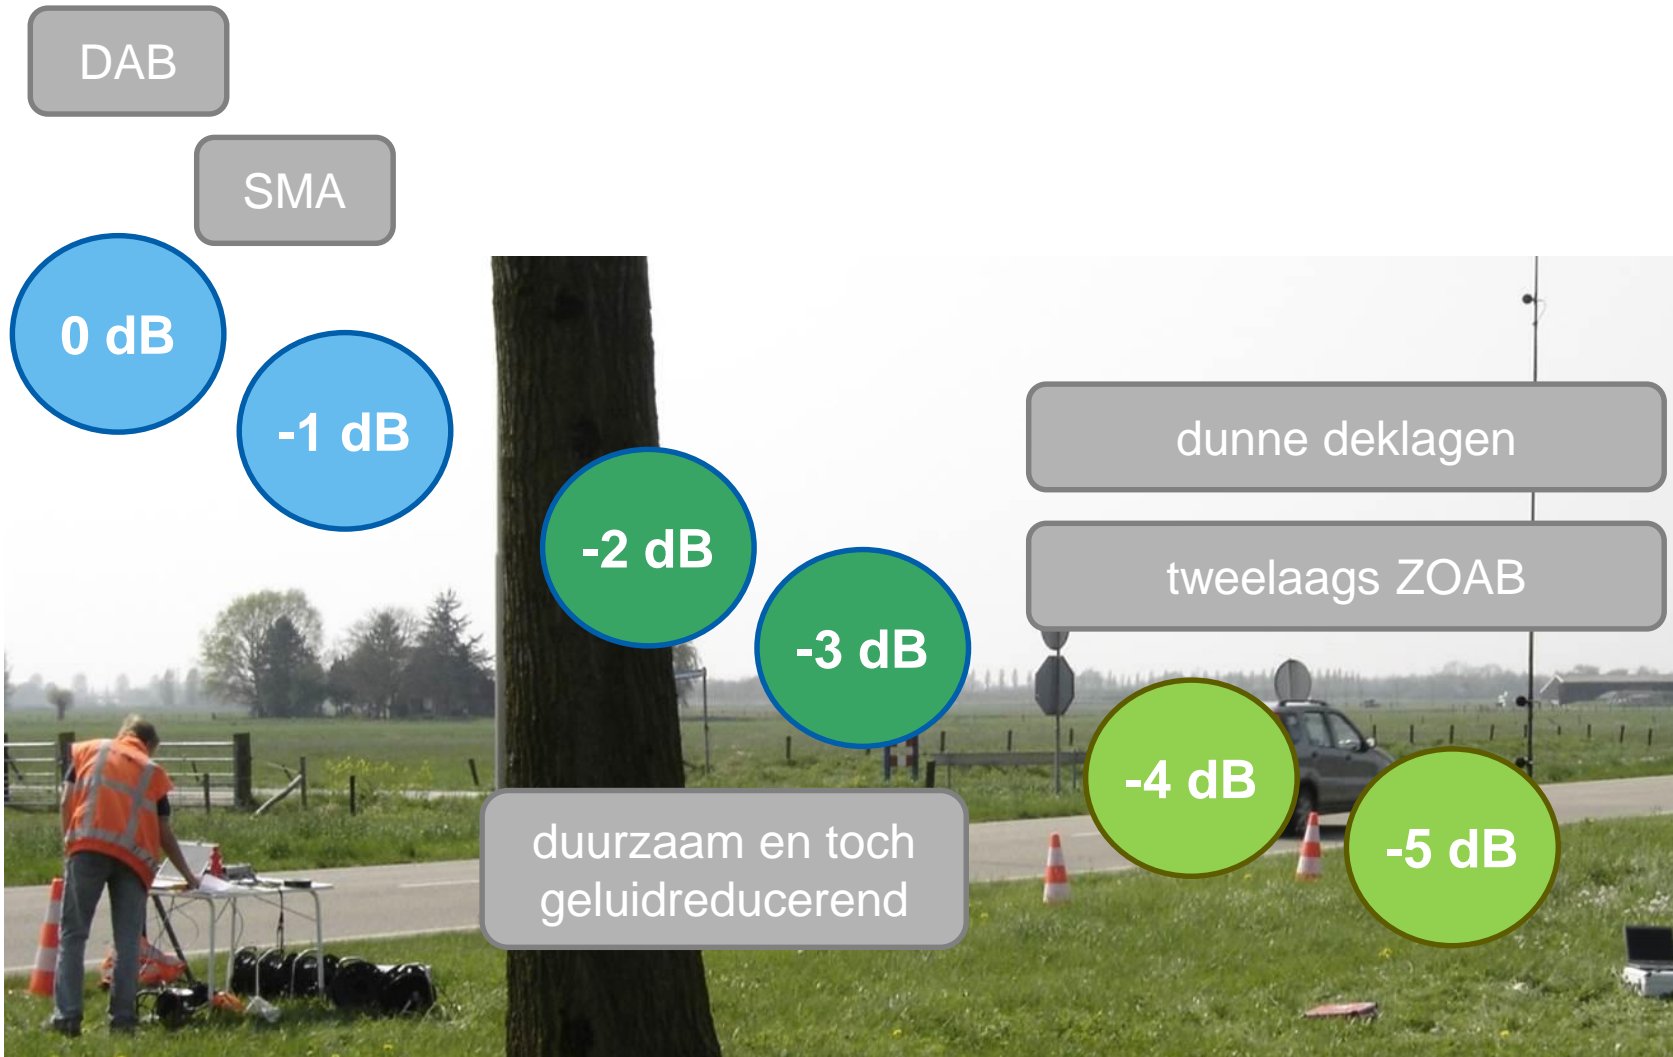 DAB
SMA
0 dB
-1 dB
-2 dB
-3 dB
-4 dB
-5 dB
dunne deklagen
tweelaags ZOAB
duurzaam en toch
geluidreducerend